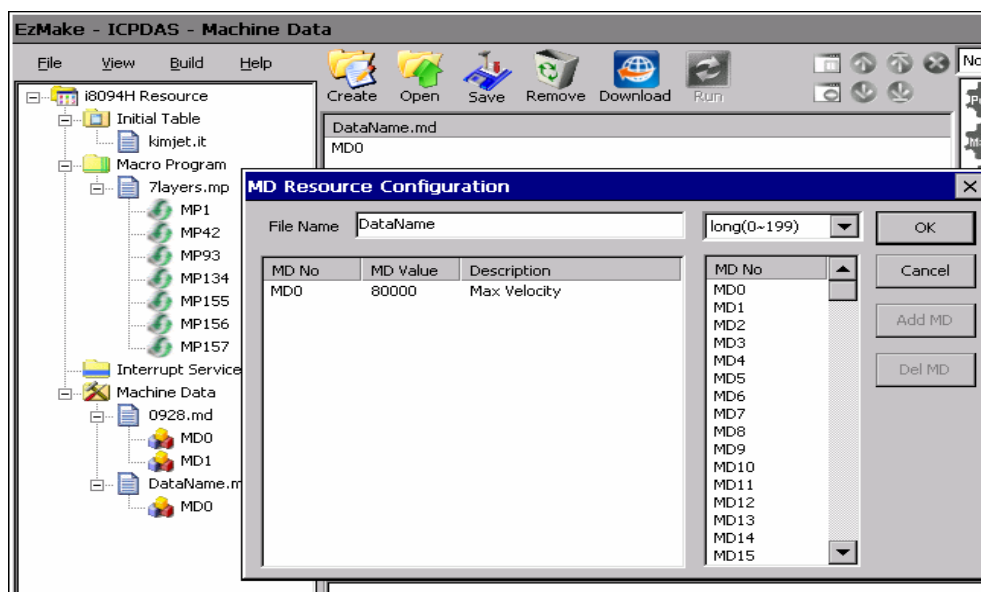 EzMake - ICPDAS - Machine Data
File View Build Help
Create Open Save Remove Download Run
No
i8094H Resource
Initial Table
kimjet.it
Macro Program
7layers.mp
MP1
MP42
MP93
MP134
MP155
MP156
MP157
Interrupt Service
Machine Data
0928.md
MD0
MD1
DataName.m
MD0
DataName.md
MD0
MD Resource Configuration
File Name DataName long(0~199) OK
MD No MD Value Description
MD0 80000 Max Velocity
MD No
MD0
MD1
MD2
MD3
MD4
MD5
MD6
MD7
MD8
MD9
MD10
MD11
MD12
MD13
MD14
MD15
Cancel
Add MD
Del MD